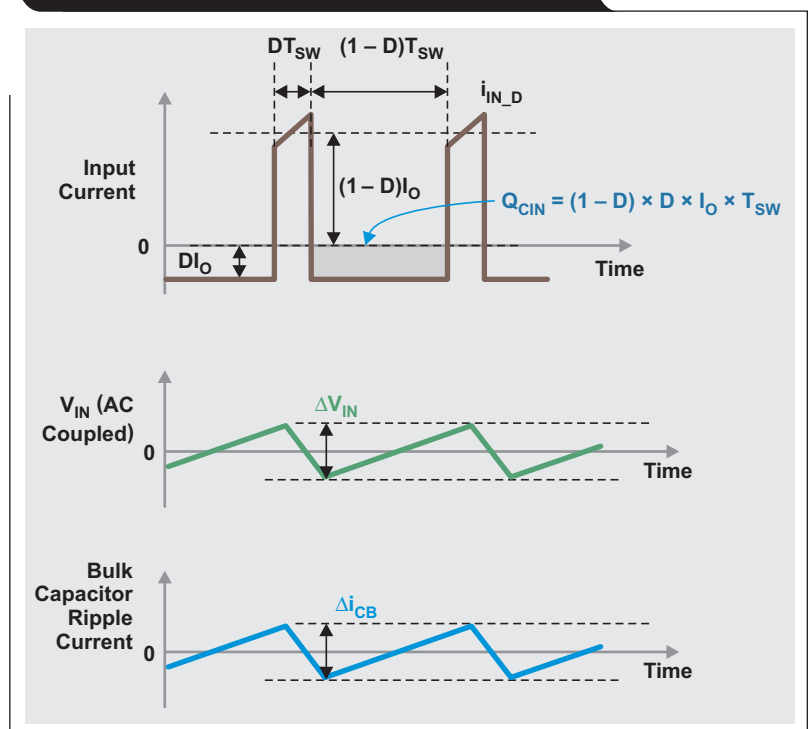 DT_SW (1 – D)T_SW
i_IN_D
Input
Current
(1 – D)I_O
Q_CIN = (1 – D) × D × I_O × T_SW
0
DI_O
Time
V_IN (AC
Coupled)
ΔV_IN
0
Time
Bulk
Capacitor
Ripple
Current
Δi_CB
0
Time